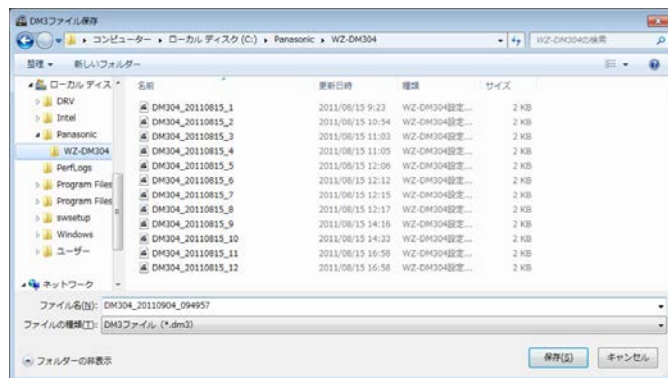 DM3ファイル保存
コンピューター ▸ ローカル ディスク (C:) ▸ Panasonic ▸ WZ-DM304
WZ-DM304の検索
整理 新しいフォルダー
ローカル ディス
DRV
Intel
Panasonic
WZ-DM304
PerfLogs
Program Files
Program Files
swsetup
Windows
ユーザー
ネットワーク
名前 更新日時 種類 サイズ
DM304_20110815_1 2011/08/15 9:23 WZ-DM304設定... 2 KB
DM304_20110815_2 2011/08/15 10:54 WZ-DM304設定... 2 KB
DM304_20110815_3 2011/08/15 11:03 WZ-DM304設定... 2 KB
DM304_20110815_4 2011/08/15 11:05 WZ-DM304設定... 2 KB
DM304_20110815_5 2011/08/15 12:06 WZ-DM304設定... 2 KB
DM304_20110815_6 2011/08/15 12:12 WZ-DM304設定... 2 KB
DM304_20110815_7 2011/08/15 12:15 WZ-DM304設定... 2 KB
DM304_20110815_8 2011/08/15 12:17 WZ-DM304設定... 2 KB
DM304_20110815_9 2011/08/15 14:16 WZ-DM304設定... 2 KB
DM304_20110815_10 2011/08/15 14:33 WZ-DM304設定... 2 KB
DM304_20110815_11 2011/08/15 16:58 WZ-DM304設定... 2 KB
DM304_20110815_12 2011/08/15 16:58 WZ-DM304設定... 2 KB
ファイル名(N): DM304_20110904_094957
ファイルの種類(T): DM3ファイル (*.dm3)
フォルダーの非表示
保存(S) キャンセル